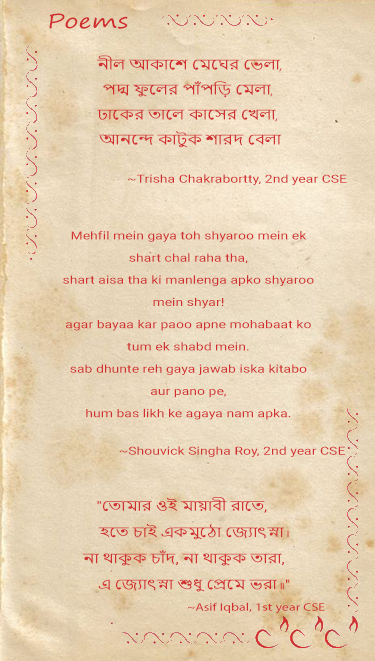 Poems
নীল আকাশে মেঘের ভেলা,
পদ্ম ফুলের পাঁপড়ি মেলা,
ঢাকের তালে কাসের খেলা,
আনন্দে কাটুক শারদ বেলা
~Trisha Chakrabortty, 2nd year CSE
Mehfil mein gaya toh shyaroo mein ek
shart chal raha tha,
shart aisa tha ki manlenga apko shyaroo
mein shyar!
agar bayaa kar paoo apne mohabaat ko
tum ek shabd mein.
sab dhunte reh gaya jawab iska kitabo
aur pano pe,
hum bas likh ke agaya nam apka.
~Shouvick Singha Roy, 2nd year CSE
"তোমার ওই মায়াবী রাতে,
হতে চাই একমুঠো জ্যোৎস্না।
না থাকুক চাঁদ, না থাকুক তারা,
এ জ্যোৎস্না শুধু প্রেমে ভরা॥"
~Asif Iqbal, 1st year CSE